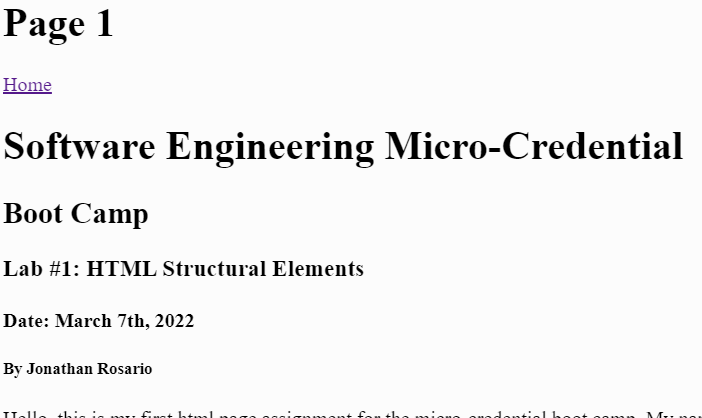 Page 1
Home
Software Engineering Micro-Credential
Boot Camp
Lab #1: HTML Structural Elements
Date: March 7th, 2022
By Jonathan Rosario
Hello, this is my first html page assignment for the micro-credential boot camp. My